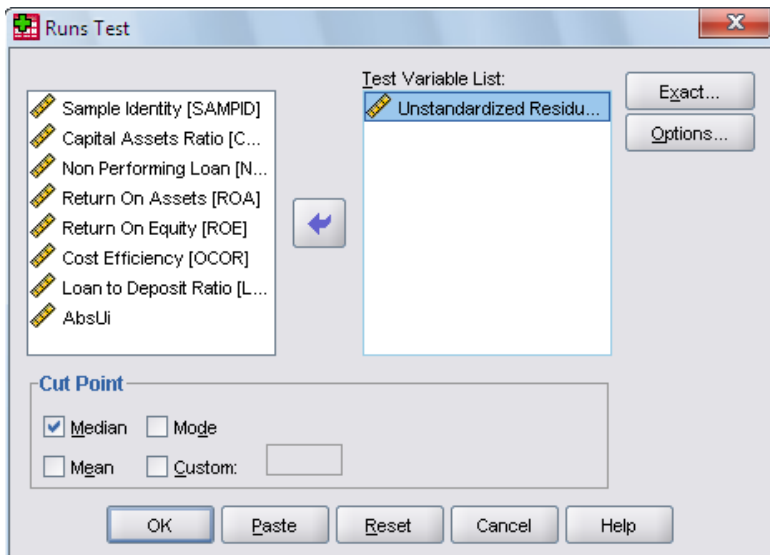 Runs Test
Test Variable List:
Sample Identity [SAMPID]
Capital Assets Ratio [C...
Non Performing Loan [N...
Return On Assets [ROA]
Return On Equity [ROE]
Cost Efficiency [OCOR]
Loan to Deposit Ratio [L...
AbsUi
Unstandardized Residu...
Exact...
Options...
Cut Point
Median Mode
Mean Custom:
OK Paste Reset Cancel Help